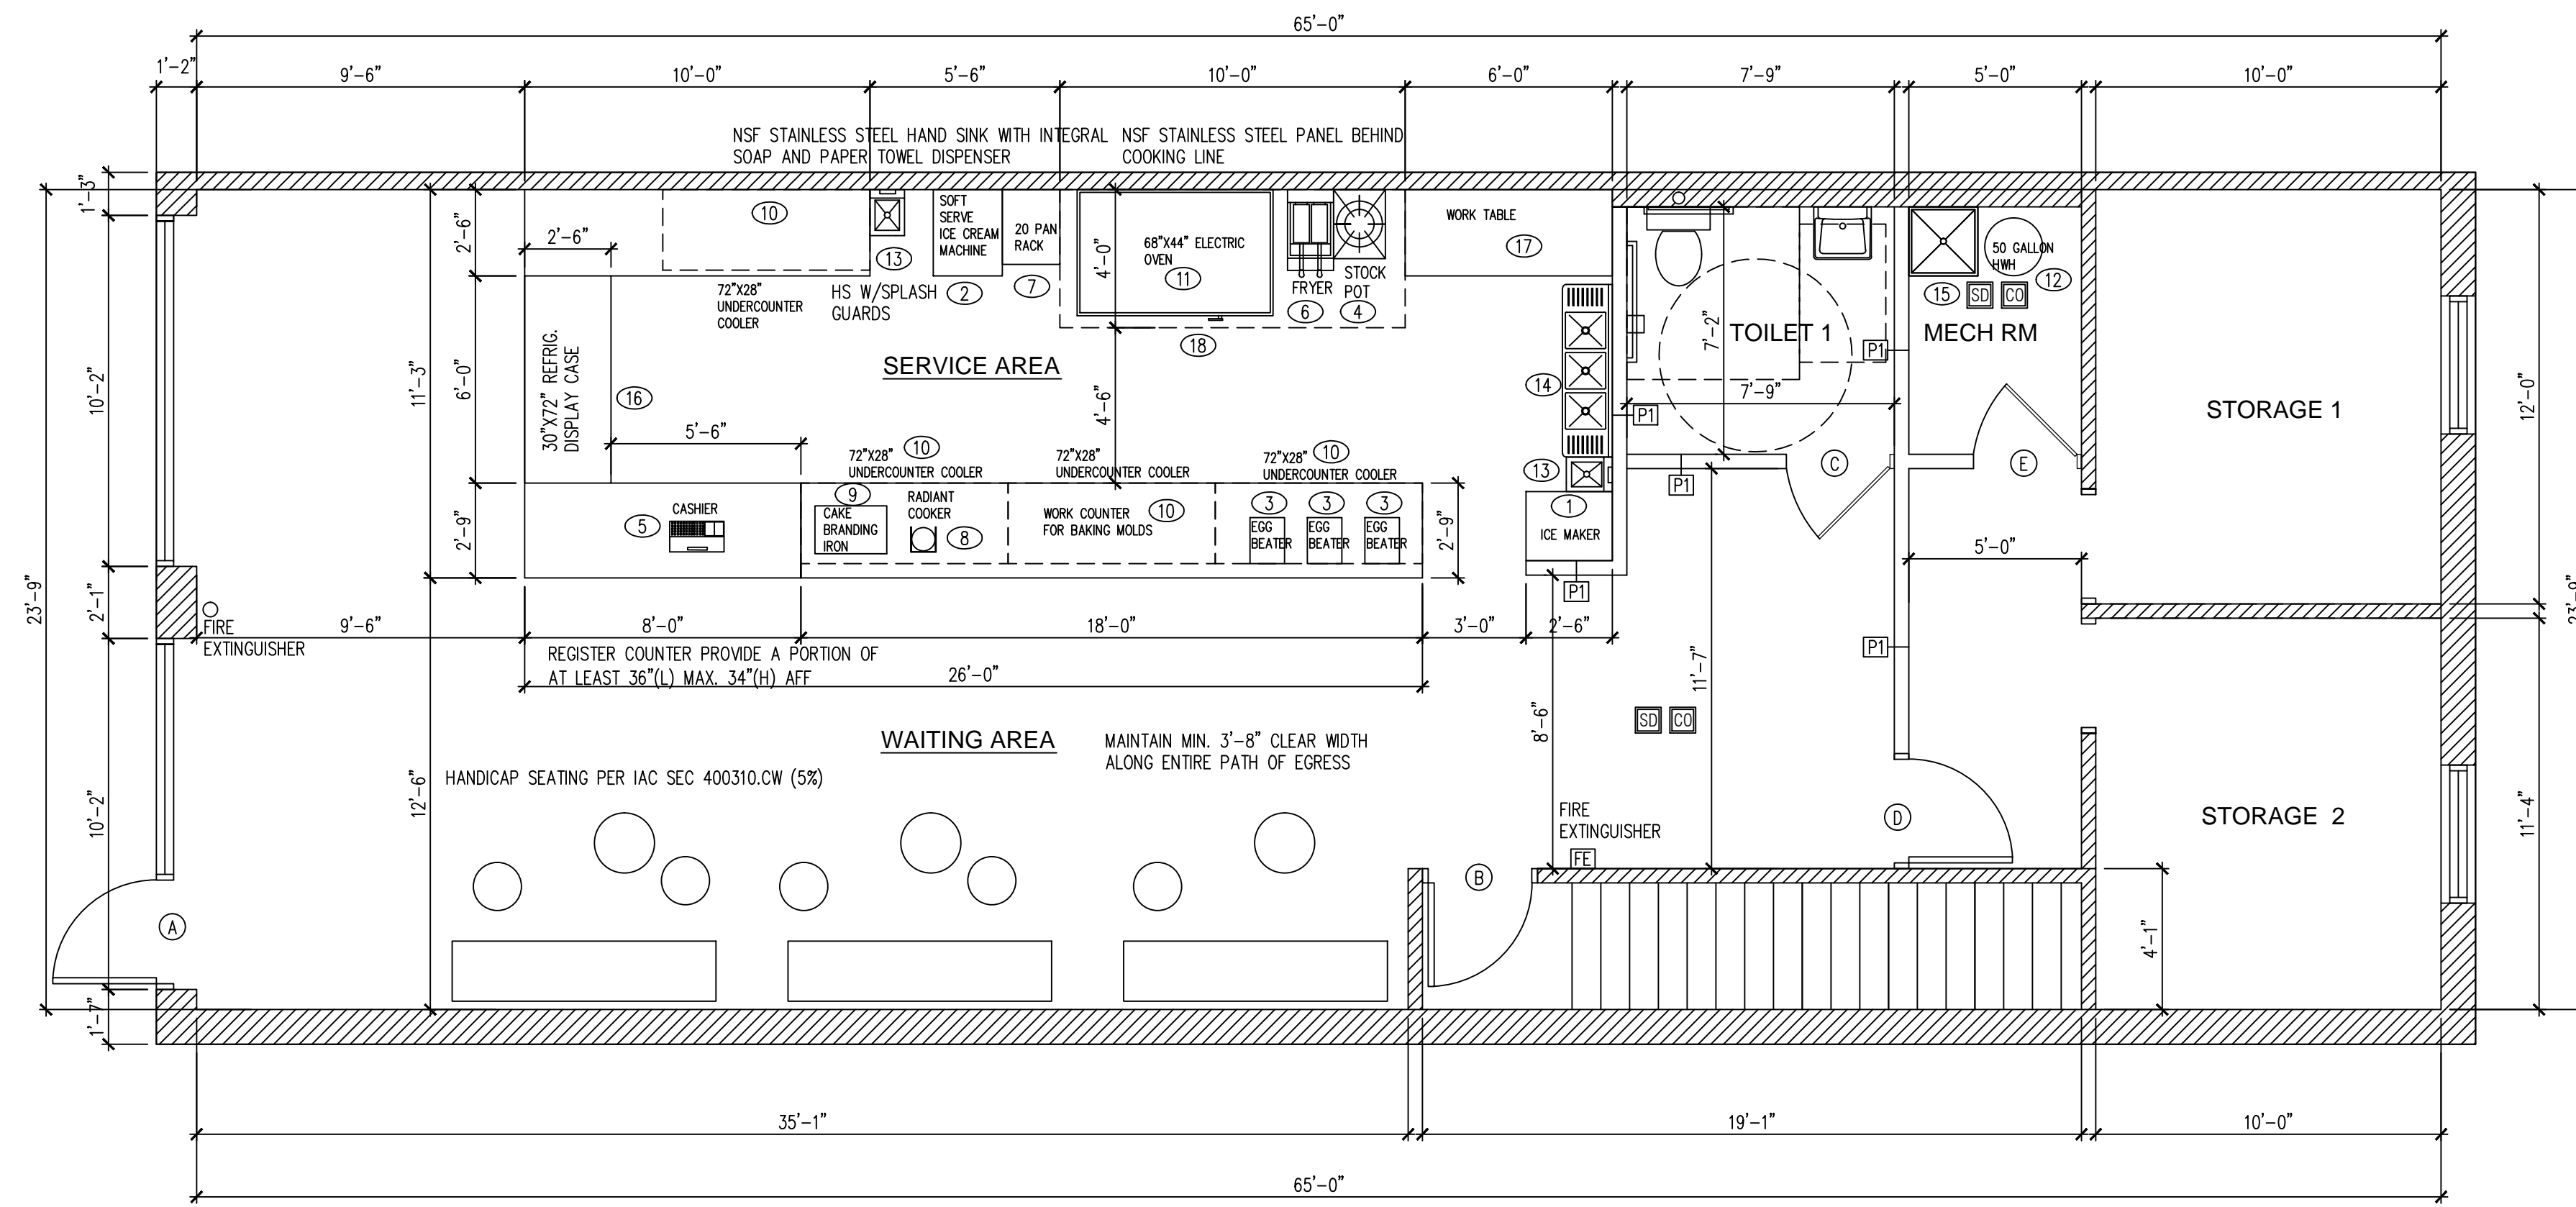 65'-0"
1'-2"
9'-6"
10'-0"
5'-6"
10'-0"
6'-0"
7'-9"
5'-0"
10'-0"
NSF STAINLESS STEEL HAND SINK WITH INTEGRAL
SOAP AND PAPER TOWEL DISPENSER
NSF STAINLESS STEEL PANEL BEHIND
COOKING LINE
1'-3"
2'-6"
2'-6"
10
13
SOFT
SERVE
ICE CREAM
MACHINE
2
20 PAN
RACK
7
4'-0"
68"X44" ELECTRIC
OVEN
11
FRYER
6
STOCK
POT
4
WORK TABLE
17
50 GALLON
HWH
12
15
SD
CO
72"X28"
UNDERCOUNTER
COOLER
HS W/SPLASH
GUARDS
18
SERVICE AREA
7'-2"
TOILET 1
MECH RM
P1
10'-2"
11'-3"
6'-0"
30"X72" REFRIG.
DISPLAY CASE
16
4'-6"
14
P1
7'-9"
STORAGE 1
12'-0"
5'-6"
72"X28"
10
UNDERCOUNTER COOLER
72"X28"
UNDERCOUNTER COOLER
72"X28"
10
UNDERCOUNTER COOLER
13
P1
C
E
2'-9"
5
CASHIER
9
CAKE
BRANDING
IRON
RADIANT
COOKER
8
WORK COUNTER
FOR BAKING MOLDS
10
3
3
3
EGG
BEATER
EGG
BEATER
EGG
BEATER
2'-9"
1
ICE MAKER
5'-0"
P1
23'-9"
2'-1"
FIRE
EXTINGUISHER
9'-6"
8'-0"
18'-0"
3'-0"
2'-6"
23'-9"
REGISTER COUNTER PROVIDE A PORTION OF
AT LEAST 36"(L) MAX. 34"(H) AFF
26'-0"
11'-7"
P1
8'-6"
SD
CO
WAITING AREA
MAINTAIN MIN. 3'-8" CLEAR WIDTH
ALONG ENTIRE PATH OF EGRESS
HANDICAP SEATING PER IAC SEC 400310.CW (5%)
10'-2"
12'-6"
FIRE
EXTINGUISHER
FE
D
STORAGE 2
11'-4"
B
A
4'-1"
1'-7"
35'-1"
19'-1"
10'-0"
65'-0"